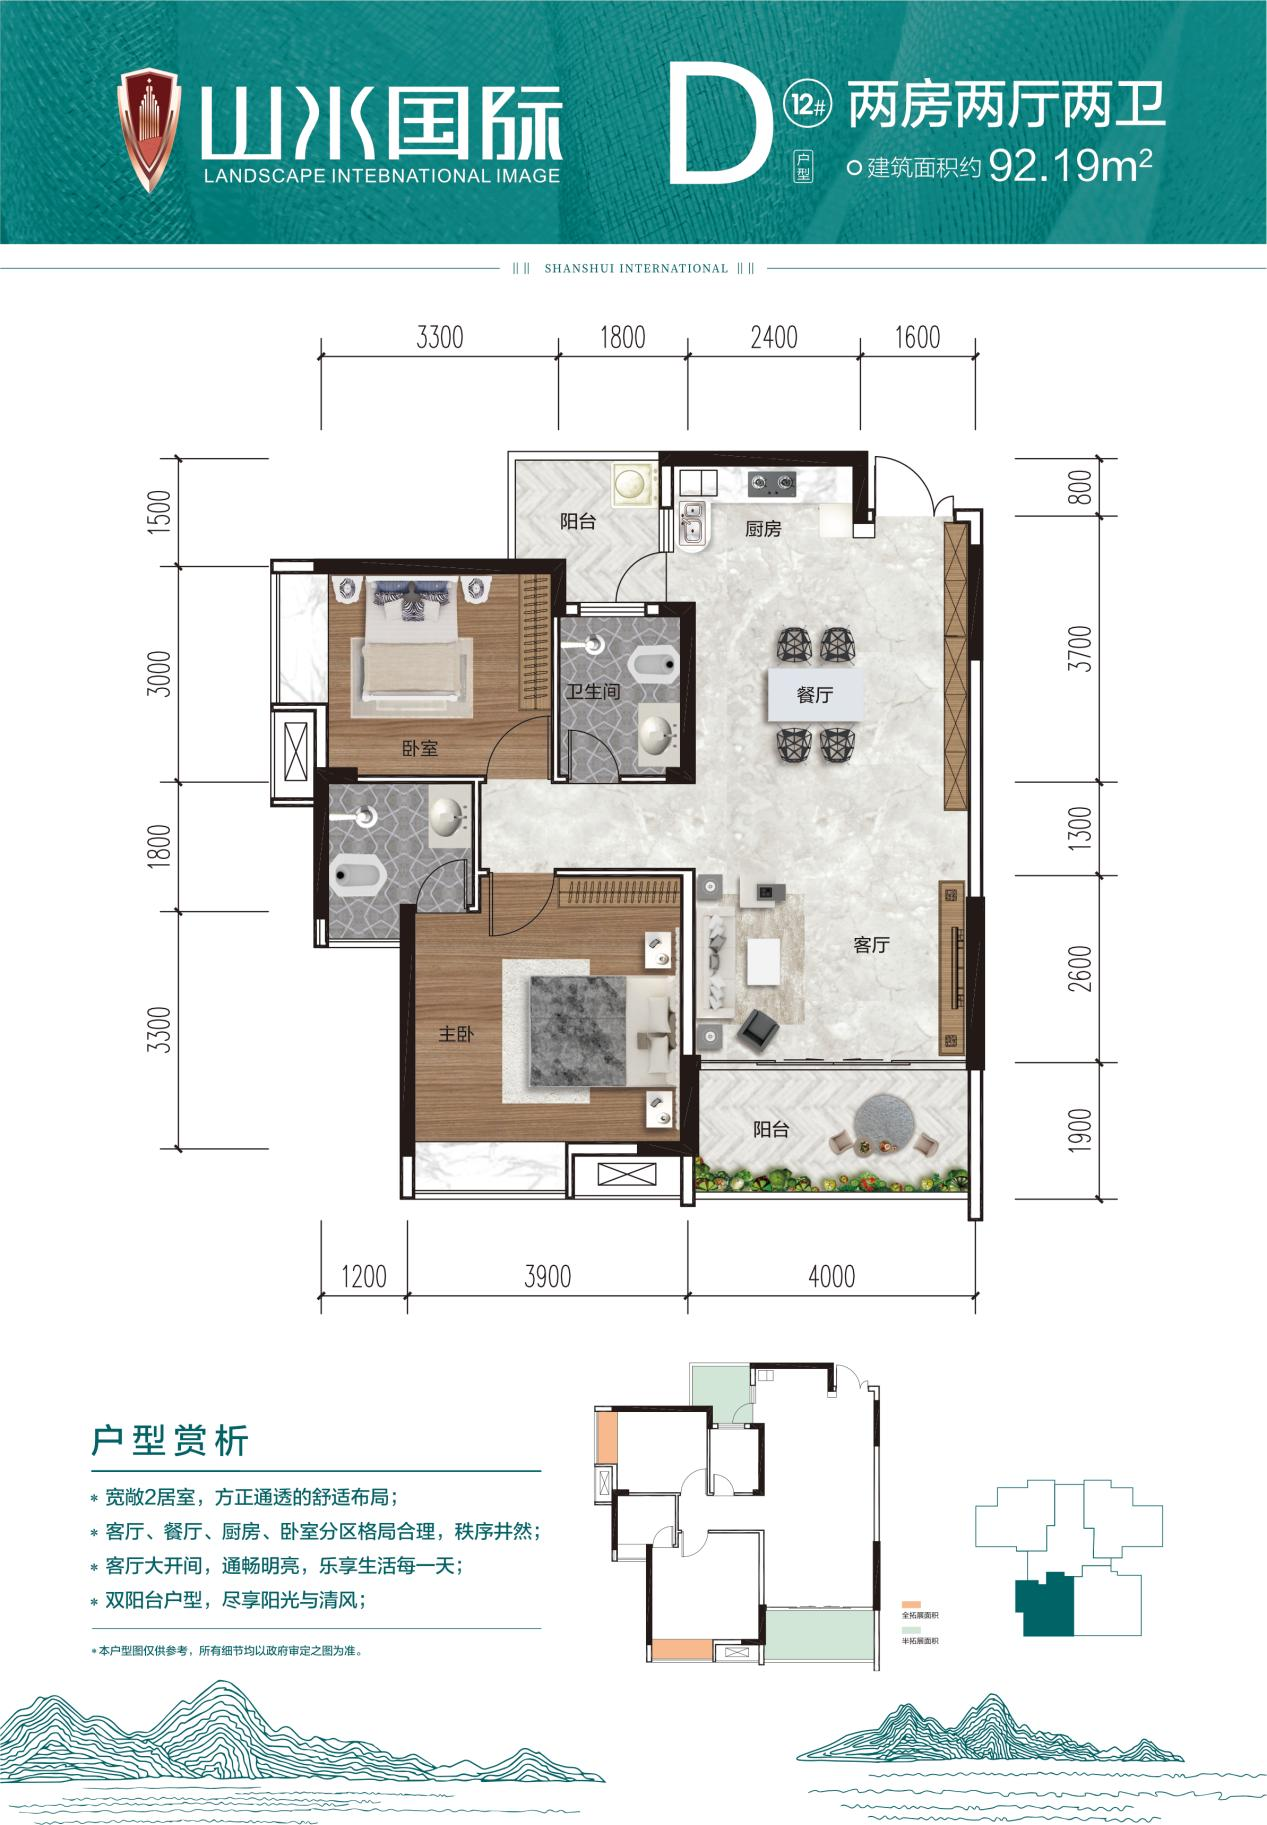 山水国际
LANDSCAPE INTEBNATIONAL IMAGE
D
户型
12#
两房两厅两卫
建筑面积约 92.19m²
SHANSHUI INTERNATIONAL
3300
1800
2400
1600
1500
3000
1800
3300
800
3700
1300
2600
1900
阳台
厨房
卫生间
餐厅
卧室
客厅
主卧
阳台
1200
3900
4000
户型赏析
* 宽敞2居室，方正通透的舒适布局；
* 客厅、餐厅、厨房、卧室分区格局合理，秩序井然；
* 客厅大开间，通畅明亮，乐享生活每一天；
* 双阳台户型，尽享阳光与清风；
* 本户型图仅供参考，所有细节均以政府审定之图为准。
全拓展面积
半拓展面积